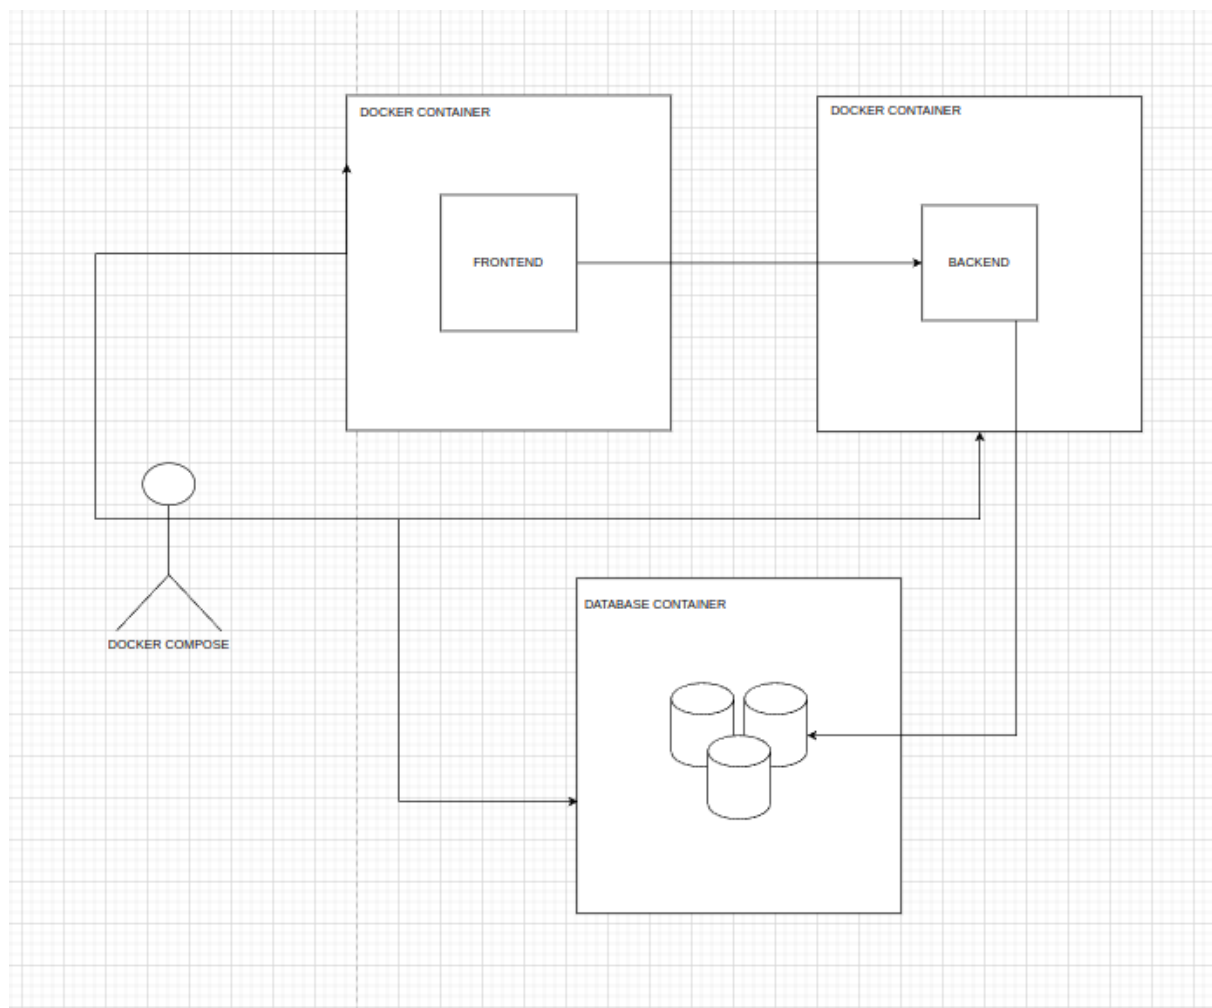 DOCKER CONTAINER
DOCKER CONTAINER
FRONTEND
BACKEND
DATABASE CONTAINER
DOCKER COMPOSE